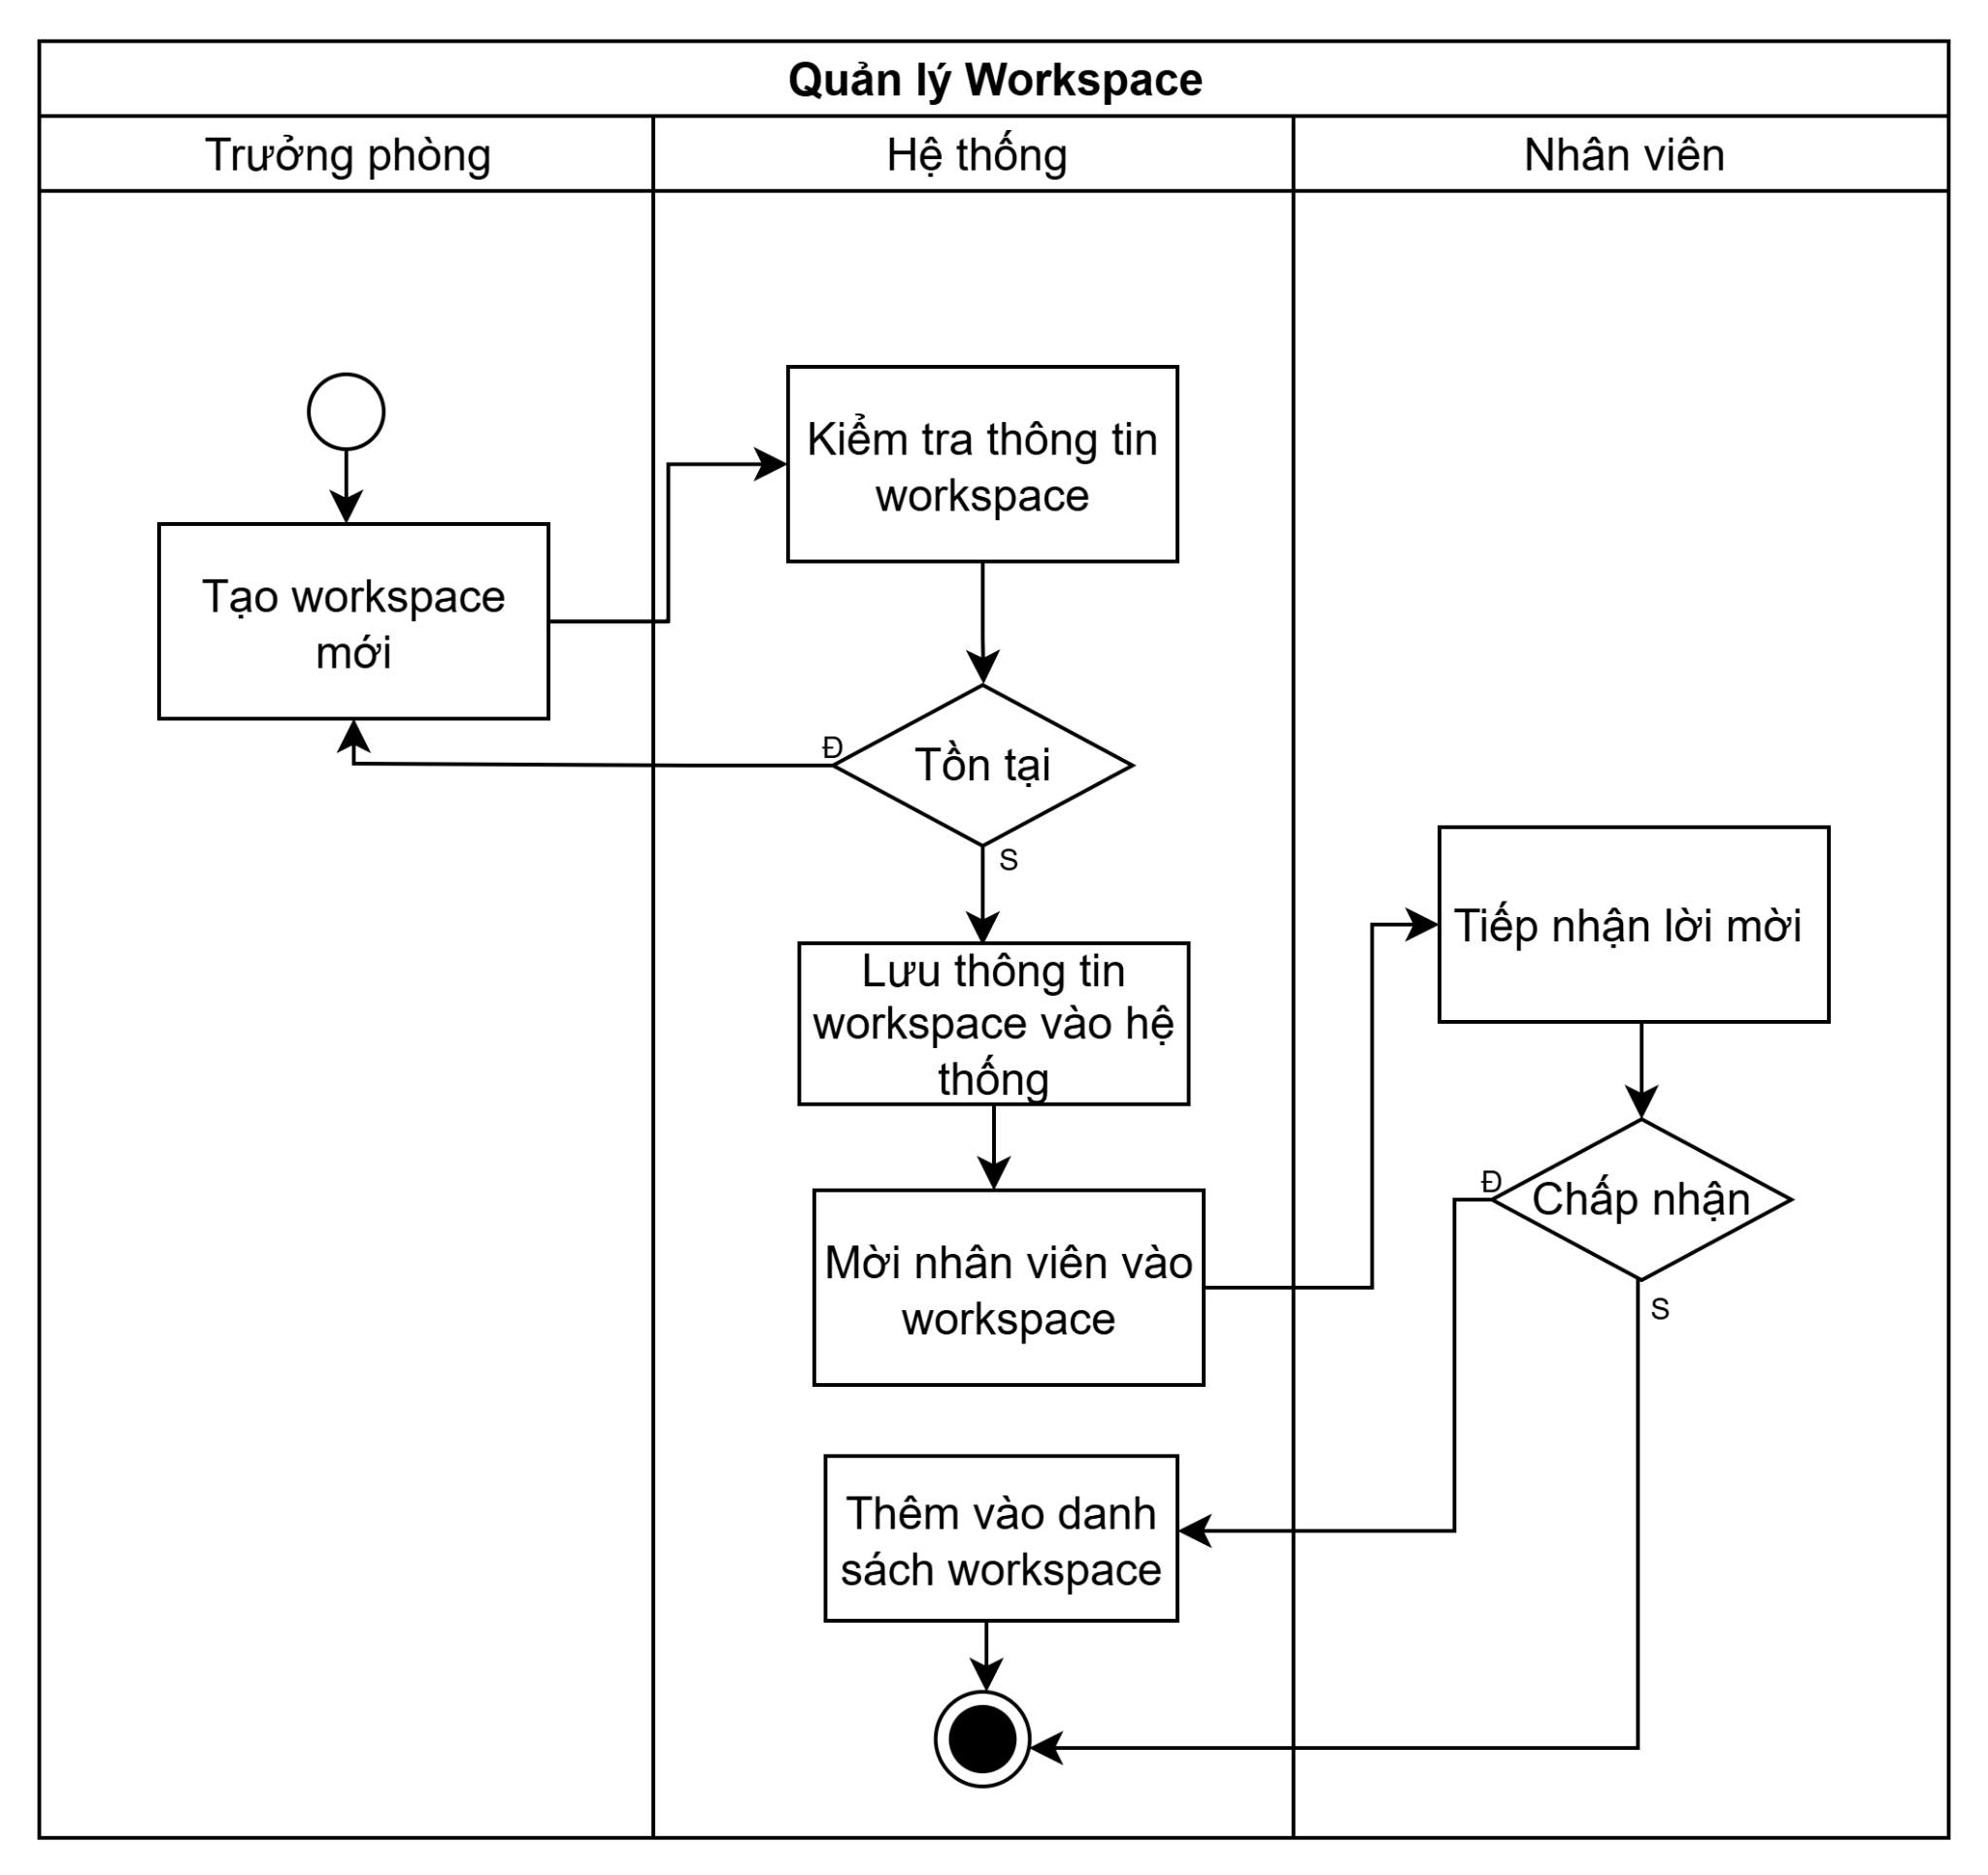 Quản lý Workspace
Trưởng phòng
Hệ thống
Nhân viên
Kiểm tra thông tin
workspace
Tạo workspace
mới
Đ
Tồn tại
S
Tiếp nhận lời mời
Lưu thông tin
workspace vào hệ
thống
Đ
Chấp nhận
S
Mời nhân viên vào
workspace
Thêm vào danh
sách workspace